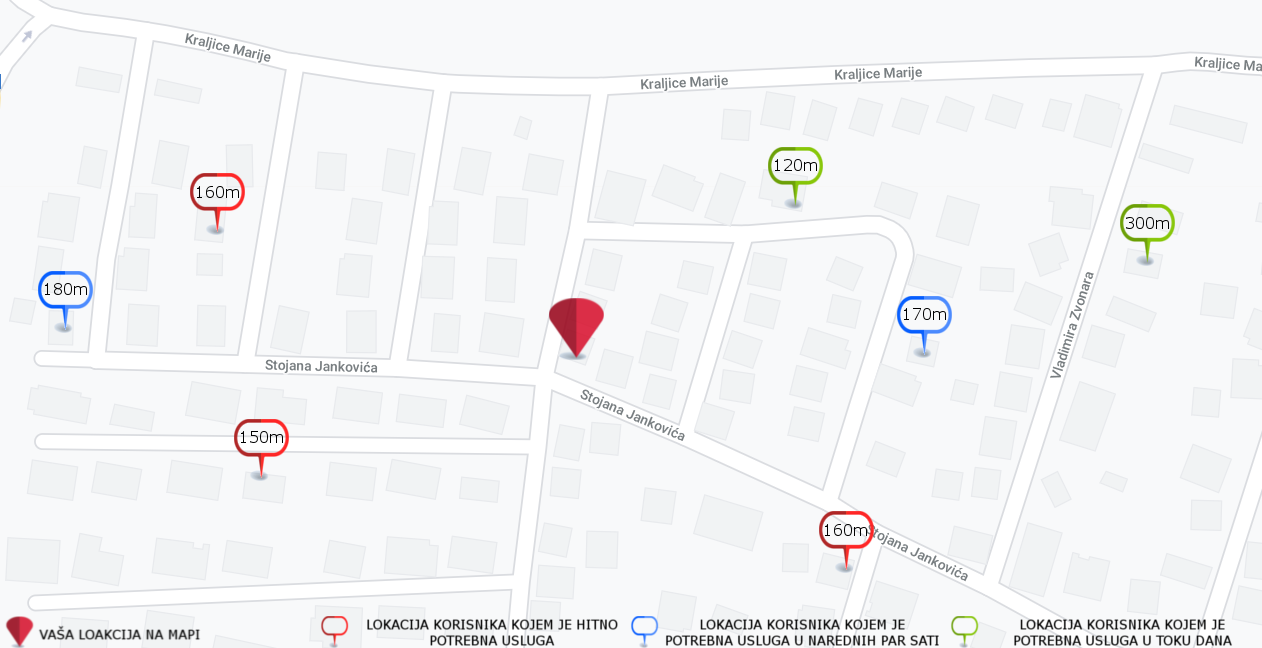 Kraljice Marije
Kraljice Marije
Kraljice Marije
Kraljice Ma
120m
160m
300m
180m
170m
Vladimira Zvonara
Stojana Jankovića
Stojana Jankovića
150m
160m
Stojana Jankovića
VAŠA LOAKCIJA NA MAPI
LOKACIJA KORISNIKA KOJEM JE HITNO
POTREBNA USLUGA
LOKACIJA KORISNIKA KOJEM JE
POTREBNA USLUGA U NAREDNIH PAR SATI
LOKACIJA KORISNIKA KOJEM JE
POTREBNA USLUGA U TOKU DANA